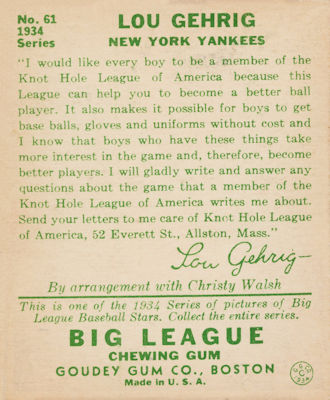 No. 61
1934
Series
LOU GEHRIG
NEW YORK YANKEES
"I would like every boy to be a member of the
Knot Hole League of America because this
League can help you to become a better ball
player. It also makes it possible for boys to get
base balls, gloves and uniforms without cost and
I know that boys who have these things take
more interest in the game and, therefore, become
better players. I will gladly write and answer any
questions about the game that a member of the
Knot Hole League of America writes me about.
Send your letters to me care of Knot Hole League
of America, 52 Everett St., Allston, Mass."
Lou Gehrig
By arrangement with Christy Walsh
This is one of the 1934 Series of pictures of Big
League Baseball Stars. Collect the entire series.
BIG LEAGUE
CHEWING GUM
GOUDEY GUM CO., BOSTON
Made in U. S. A.